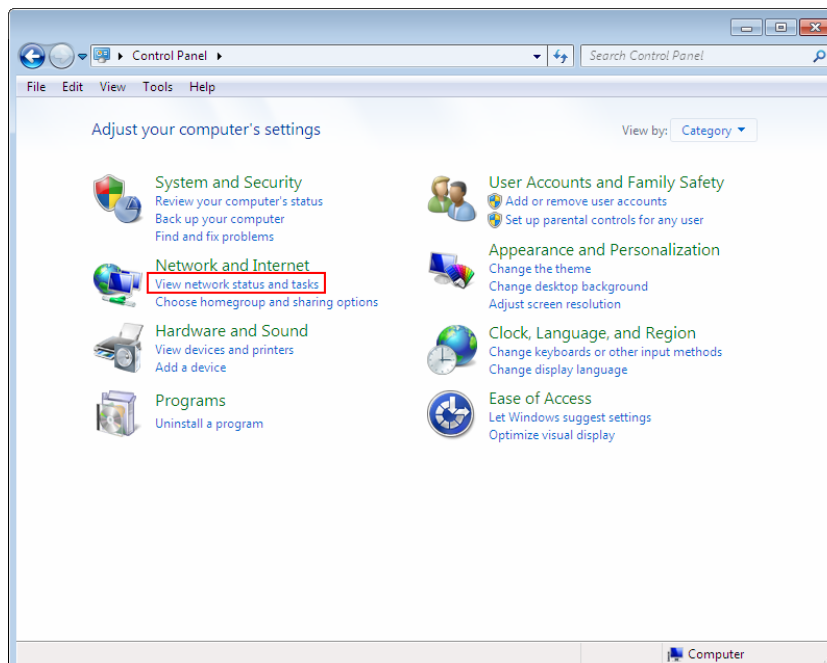 Control Panel
Search Control Panel
File Edit View Tools Help
Adjust your computer's settings
View by: Category
System and Security
Review your computer's status
Back up your computer
Find and fix problems
Network and Internet
View network status and tasks
Choose homegroup and sharing options
Hardware and Sound
View devices and printers
Add a device
Programs
Uninstall a program
User Accounts and Family Safety
Add or remove user accounts
Set up parental controls for any user
Appearance and Personalization
Change the theme
Change desktop background
Adjust screen resolution
Clock, Language, and Region
Change keyboards or other input methods
Change display language
Ease of Access
Let Windows suggest settings
Optimize visual display
Computer